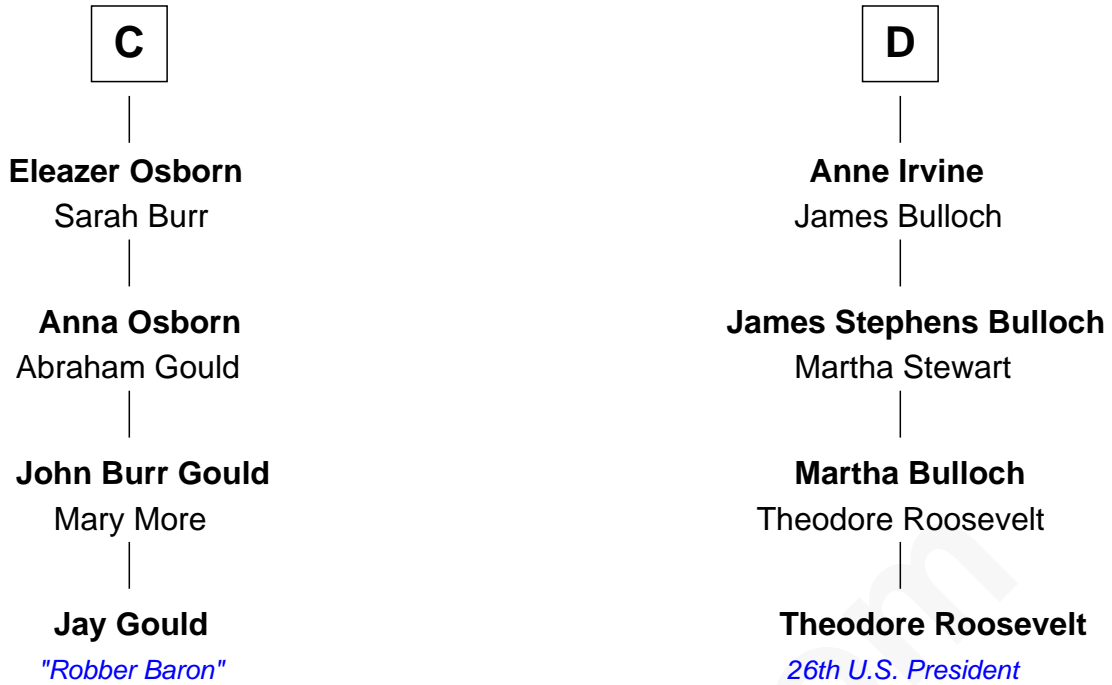 C
Eleazer Osborn
Sarah Burr
Anna Osborn
Abraham Gould
John Burr Gould
Mary More
Jay Gould
"Robber Baron"
D
Anne Irvine
James Bulloch
James Stephens Bulloch
Martha Stewart
Martha Bulloch
Theodore Roosevelt
Theodore Roosevelt
26th U.S. President